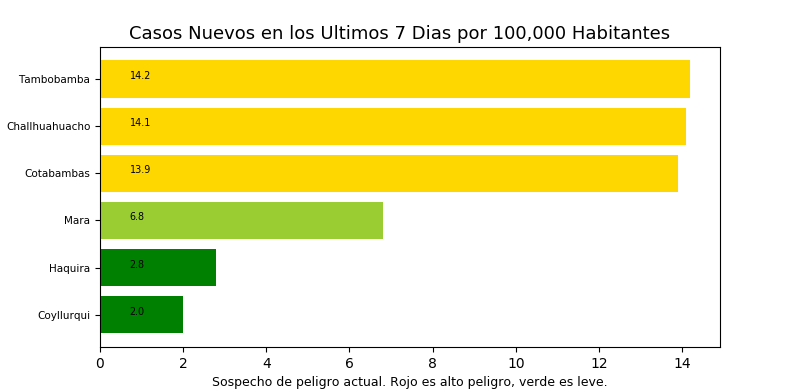 Casos Nuevos en los Ultimos 7 Dias por 100,000 Habitantes
Tambobamba 14.2
Challhuahuacho 14.1
Cotabambas 13.9
Mara 6.8
Haquira 2.8
Coyllurqui 2.0
0 2 4 6 8 10 12 14
Sospecho de peligro actual. Rojo es alto peligro, verde es leve.